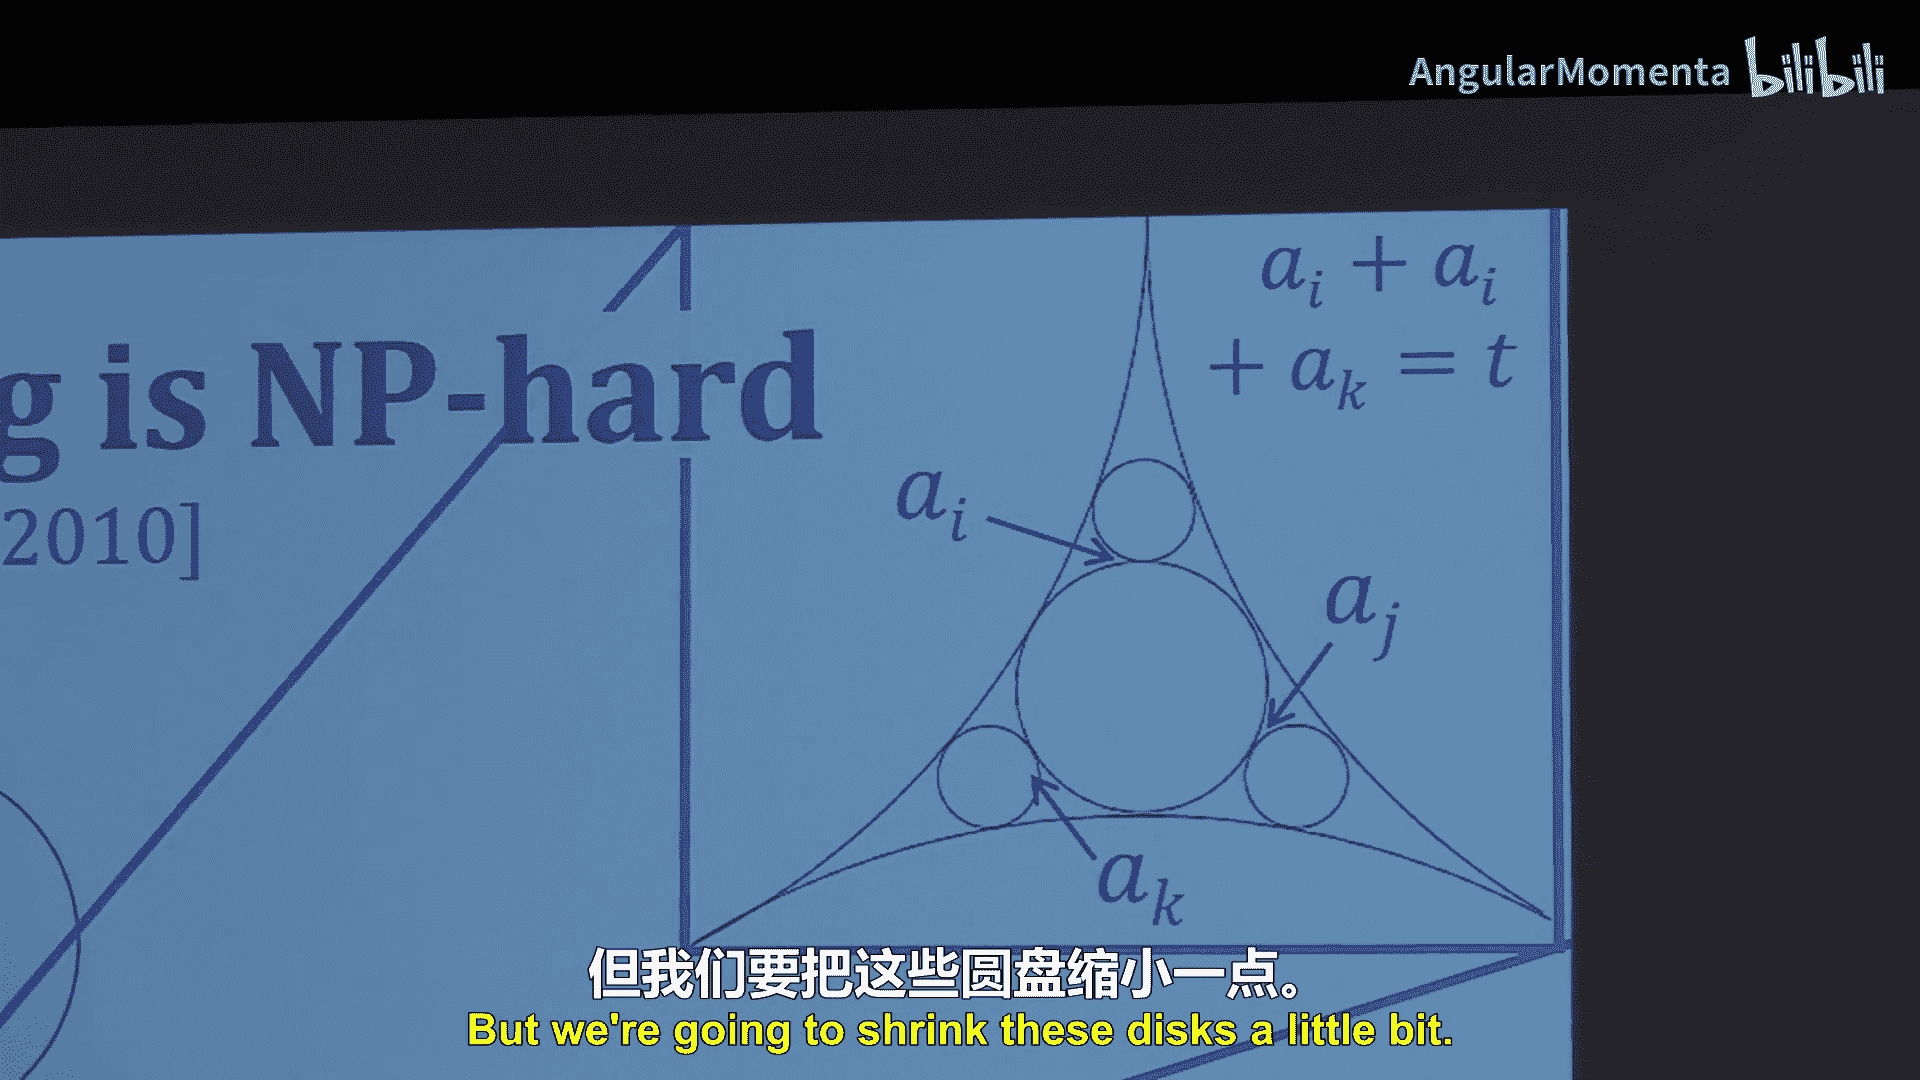 AngularMomenta bilibili
a_i + a_i
+ a_k = t
g is NP-hard
2010]
a_i
a_j
a_k
但我们要把这些圆盘缩小一点。
But we're going to shrink these disks a little bit.